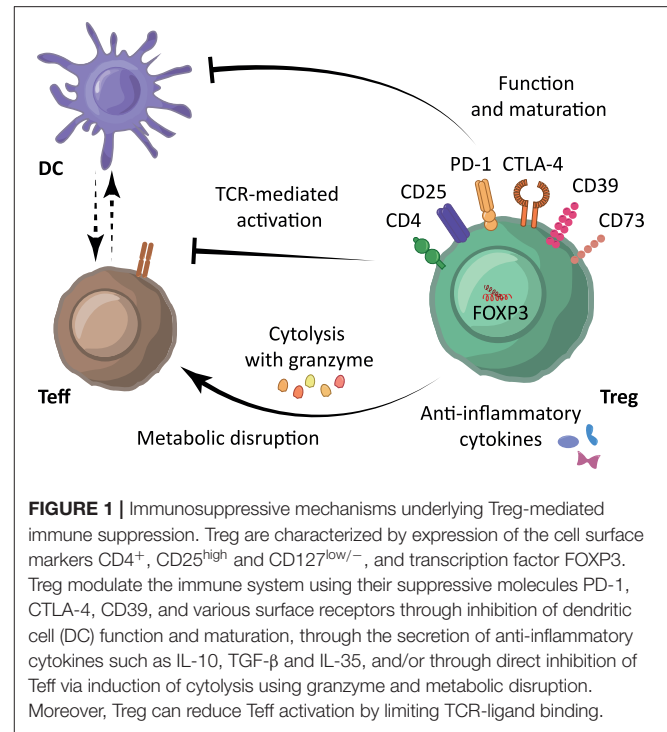 Function
and maturation
DC
PD-1 CTLA-4
CD25
CD39
CD4
CD73
TCR-mediated
activation
FOXP3
Cytolysis
with granzyme
Teff
Treg
Anti-inflammatory
cytokines
Metabolic disruption
FIGURE 1 | Immunosuppressive mechanisms underlying Treg-mediated
immune suppression. Treg are characterized by expression of the cell surface
markers CD4⁺, CD25ʰⁱᵍʰ and CD127ˡᵒʷ/⁻, and transcription factor FOXP3.
Treg modulate the immune system using their suppressive molecules PD-1,
CTLA-4, CD39, and various surface receptors through inhibition of dendritic
cell (DC) function and maturation, through the secretion of anti-inflammatory
cytokines such as IL-10, TGF-β and IL-35, and/or through direct inhibition of
Teff via induction of cytolysis using granzyme and metabolic disruption.
Moreover, Treg can reduce Teff activation by limiting TCR-ligand binding.